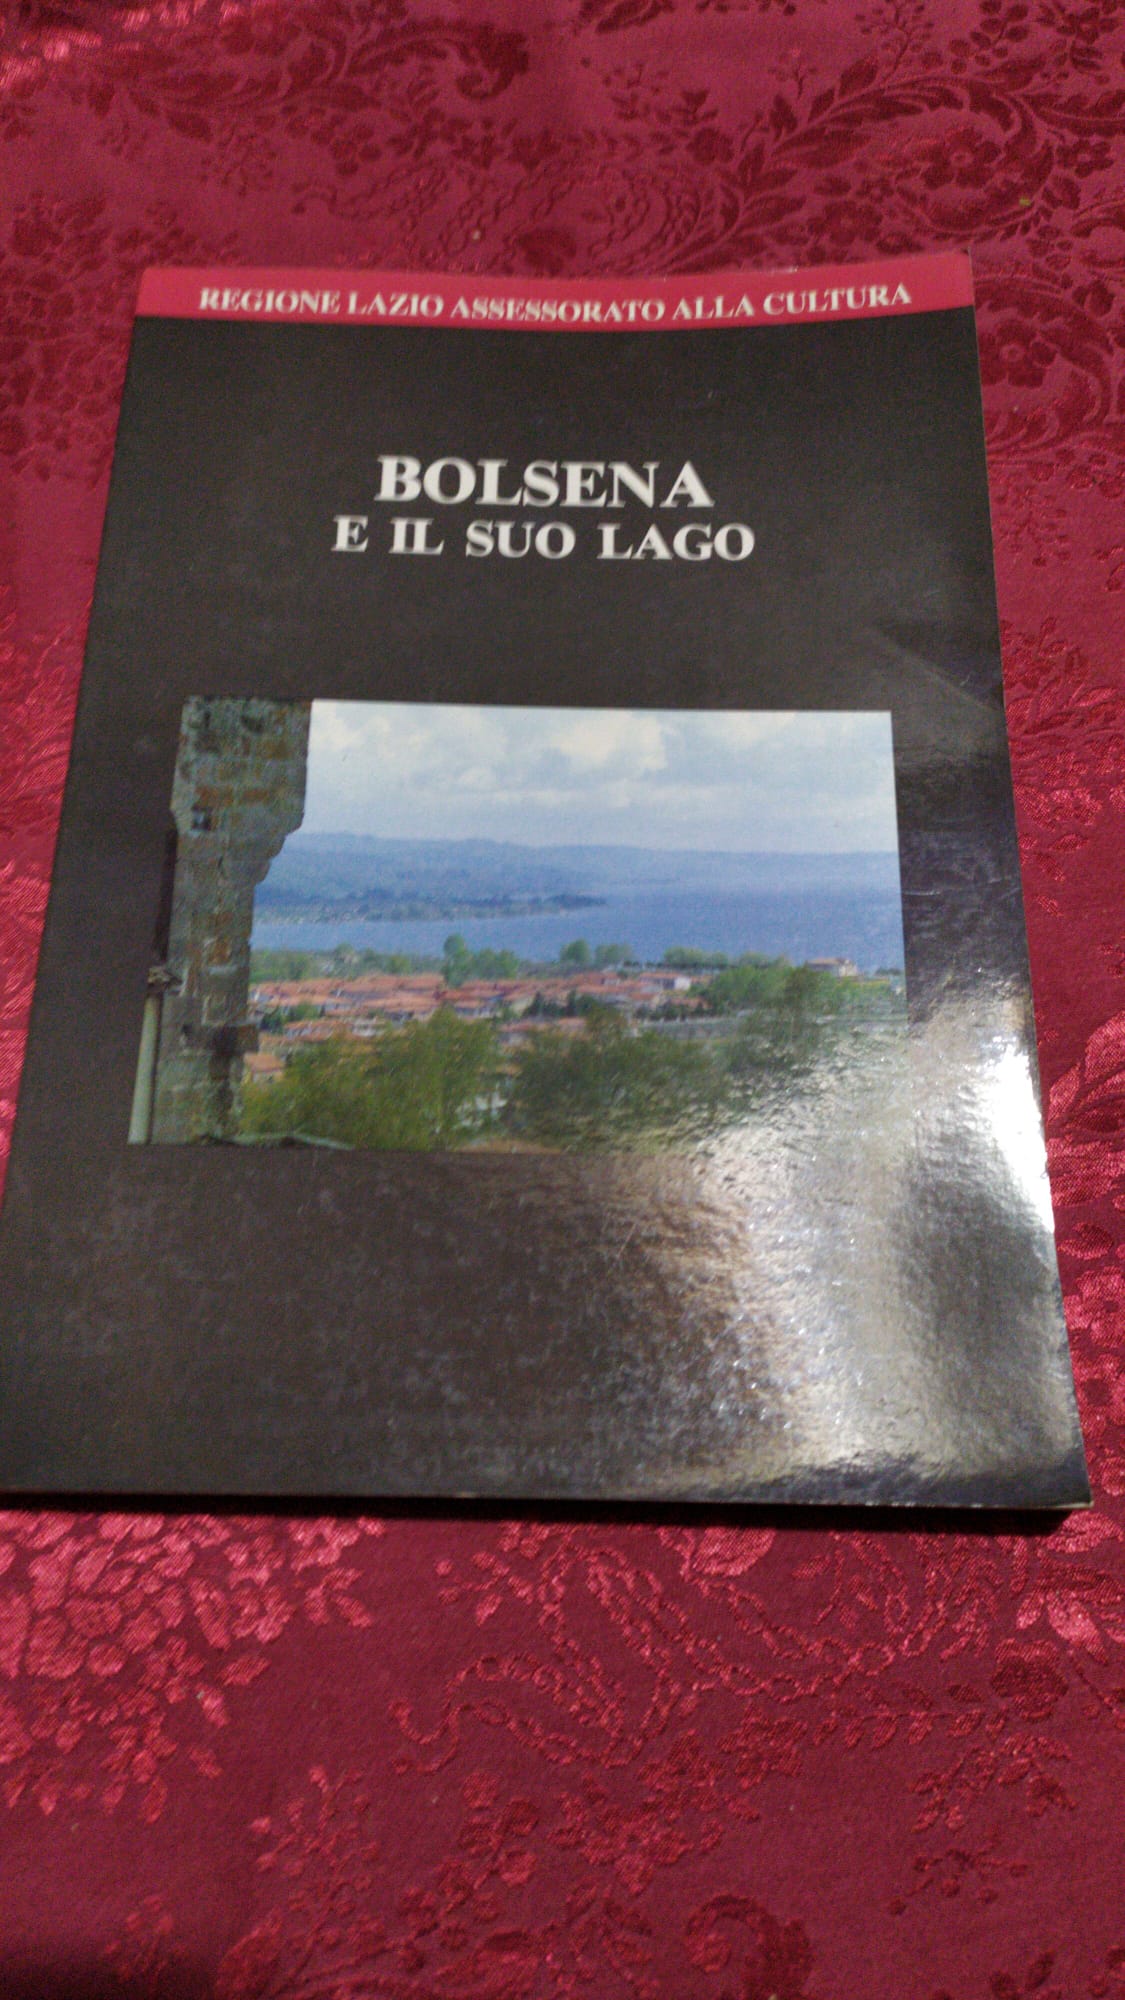 REGIONE LAZIO ASSESSORATO ALLA CULTURA
BOLSENA
E IL SUO LAGO